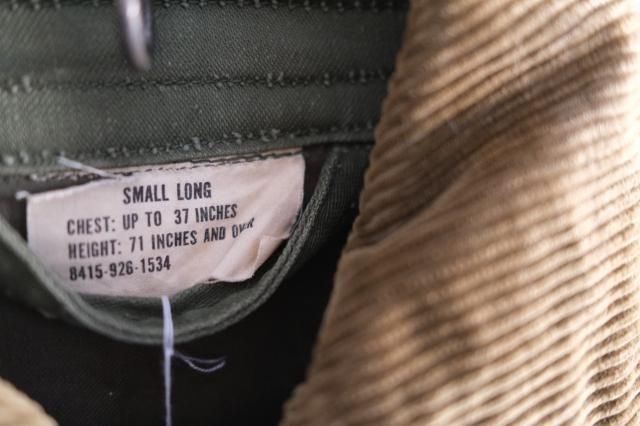 SMALL LONG
CHEST: UP TO 37 INCHES
HEIGHT: 71 INCHES AND OVER
8415-926-1534